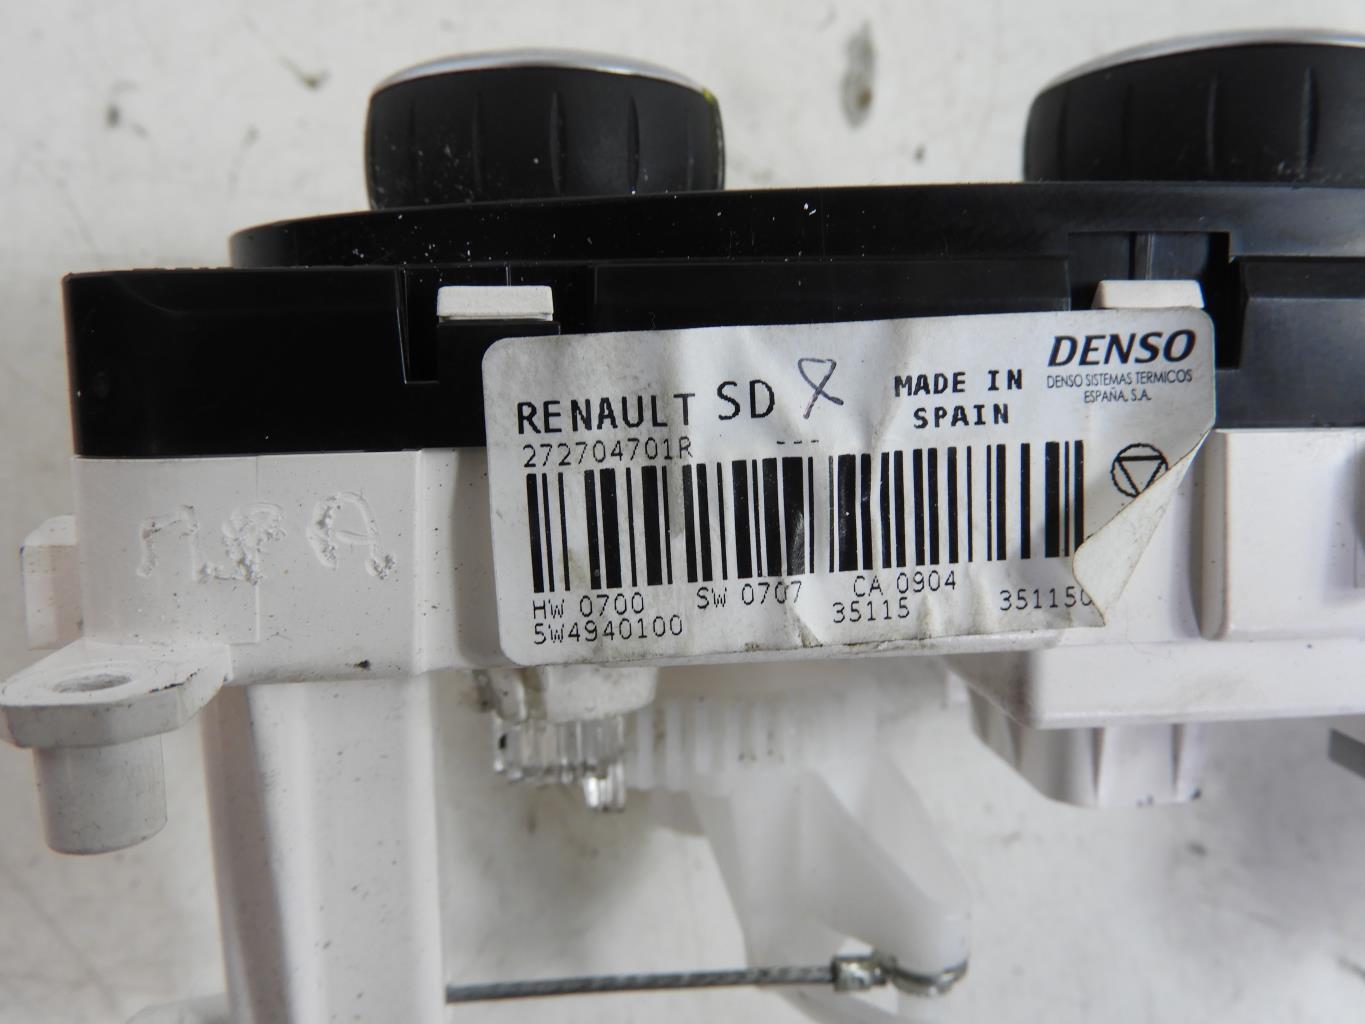 DENSO
DENSO SISTEMAS TERMICOS
ESPAÑA, S.A.
RENAULT SD
MADE IN
SPAIN
272704701R ---
HW 0700 SW 0707 CA 0904
5W4940100 35115 351150